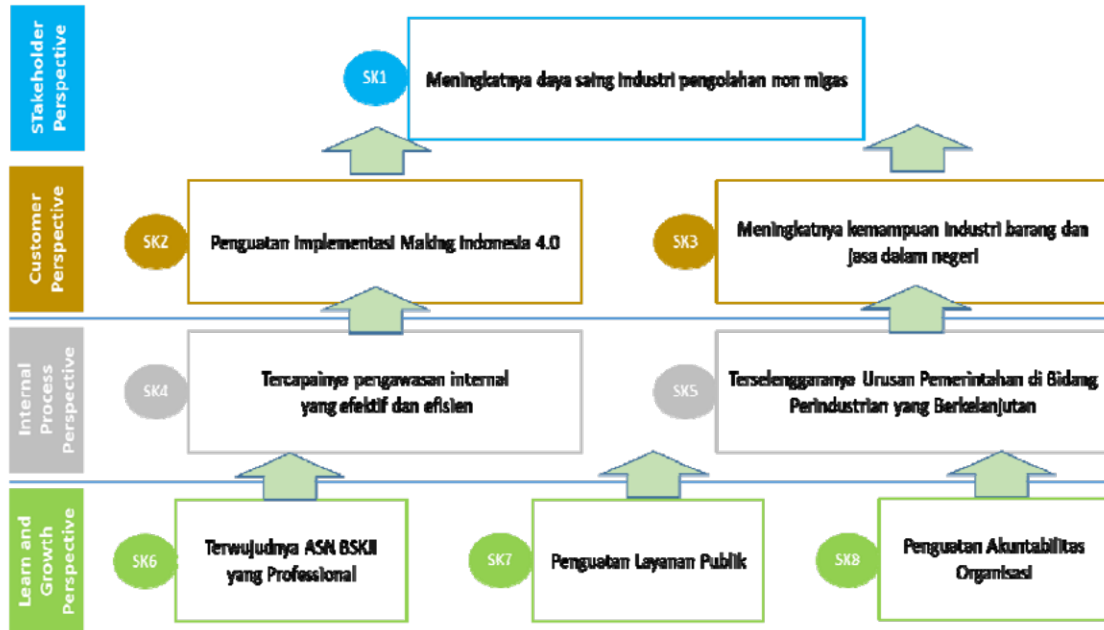 STakeholder
Perspective
SK1
Meningkatnya daya saing industri pengolahan non migas
Customer
Perspective
SK2
Penguatan Implementasi Making Indonesia 4.0
SK3
Meningkatnya kemampuan industri barang dan
jasa dalam negeri
Internal
Process
Perspective
SK4
Tercapainya pengawasan internal
yang efektif dan efisien
SK5
Terselenggaranya Urusan Pemerintahan di Bidang
Perindustrian yang Berkelanjutan
Learn and
Growth
Perspective
SK6
Terwujudnya ASN BSKJI
yang Professional
SK7
Penguatan Layanan Publik
SK8
Penguatan Akuntabilitas
Organisasi